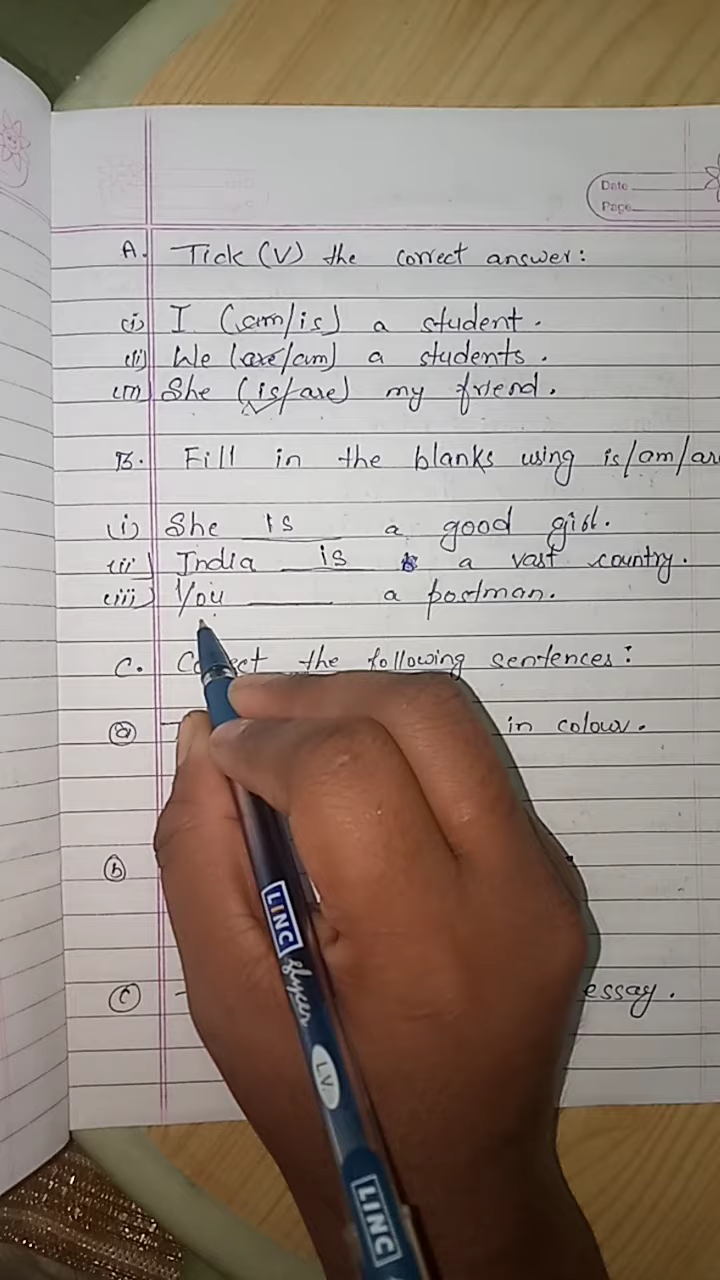 Date
Page
A. Tick (V) the correct answer:
(i) I (am/is) a student.
(ii) We (are/am) a students.
(iii) She (is/are) my friend.
B. Fill in the blanks using is/am/
(i) She is a good girl.
(ii) India is a vast country.
(iii) You ______ a postman.
C. the following sentences:
(a) in colour.
(b)
(c) essay.
LINC glycer L.V. LINC